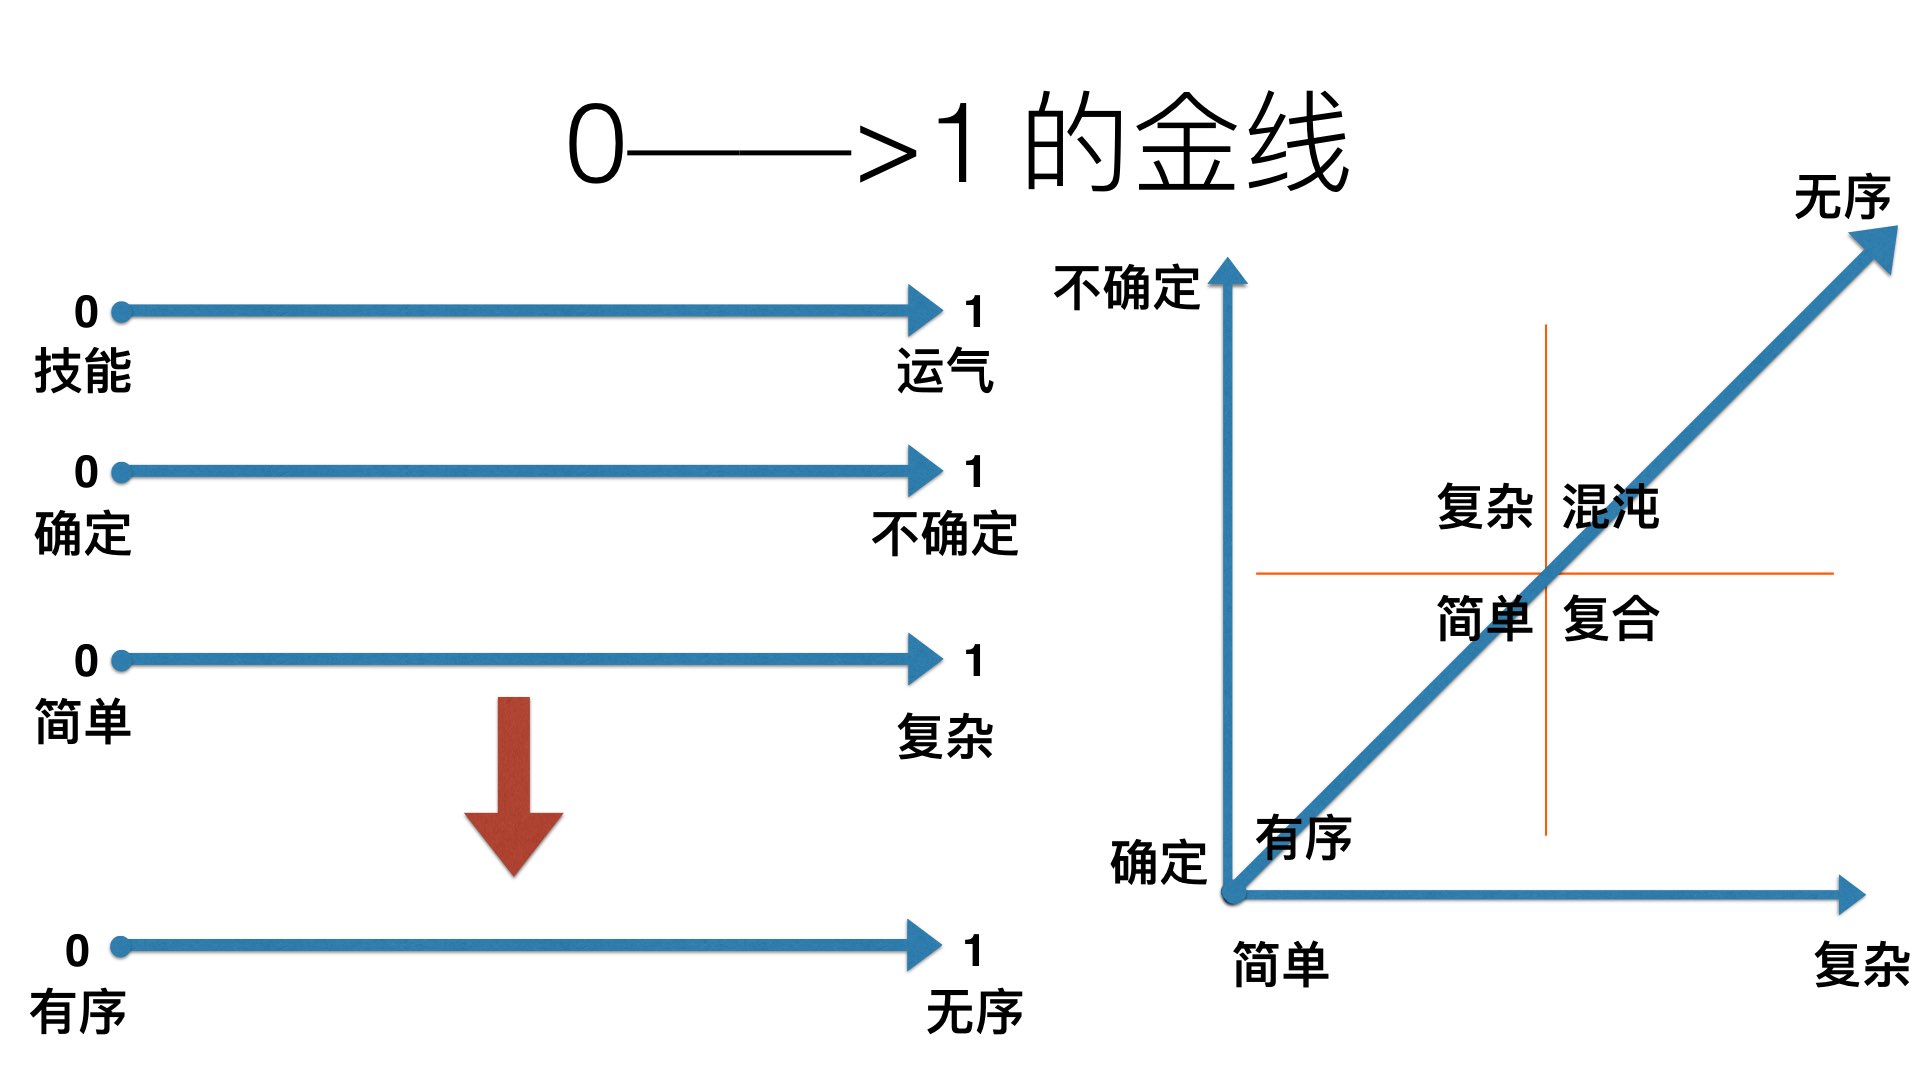 0——>1 的金线
0 1
技能 运气
0 1
确定 不确定
0 1
简单 复杂
0 1
有序 无序
无序
不确定
复杂 混沌
简单 复合
有序
确定
简单 复杂